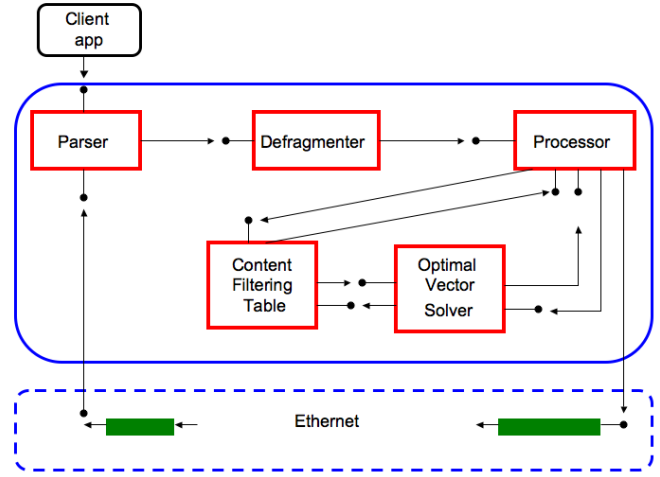 Client
app
Parser
Defragmenter
Processor
Content
Filtering
Table
Optimal
Vector
Solver
Ethernet